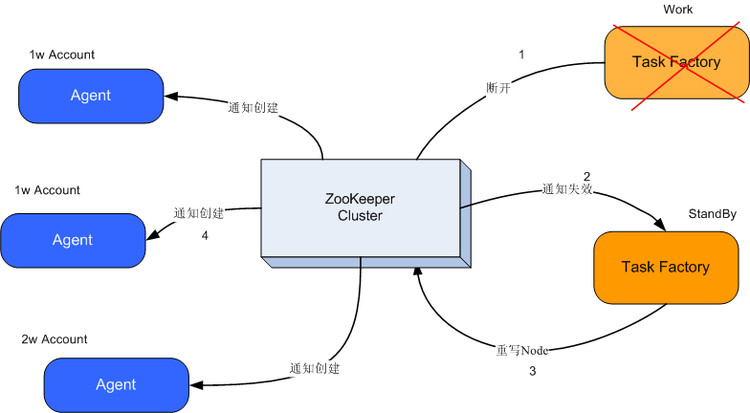 Work
Task Factory
1
断开
1w Account
Agent
通知创建
ZooKeeper
Cluster
2
通知失效
StandBy
Task Factory
1w Account
Agent
通知创建
4
重写Node
3
2w Account
Agent
通知创建